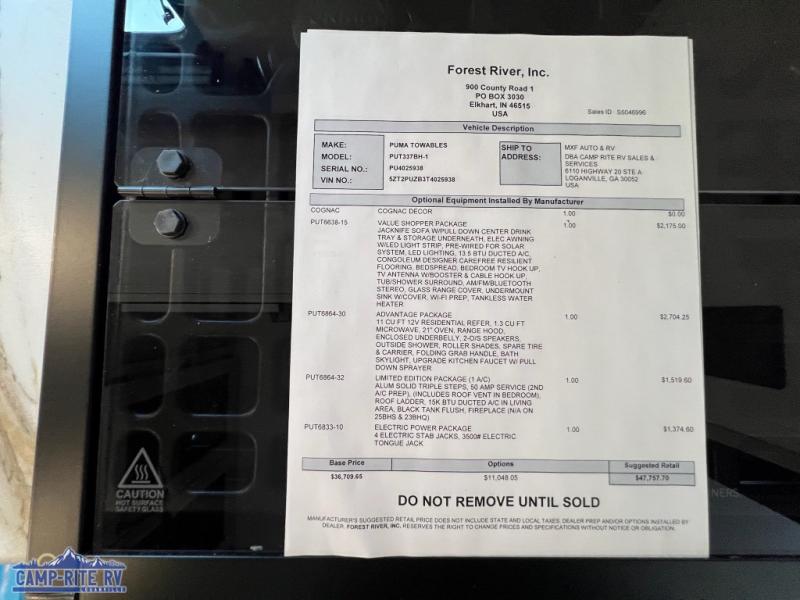 Forest River, Inc.
900 County Road 1
PO BOX 3030
Elkhart, IN 46515
USA
Sales ID : S5046996
Vehicle Description
MAKE: PUMA TOWABLES
MODEL: PUT337BH-1
SERIAL NO.: PU4025938
VIN NO.: 5ZT2PUZB3T4025938
SHIP TO ADDRESS:
MXF AUTO & RV
DBA CAMP RITE RV SALES &
SERVICES
6110 HIGHWAY 20 STE A
LOGANVILLE, GA 30052
USA
Optional Equipment Installed By Manufacturer
COGNAC COGNAC DECOR 1.00 $0.00
PUT6638-15 VALUE SHOPPER PACKAGE 1.00 $2,175.00
JACKNIFE SOFA W/PULL DOWN CENTER DRINK
TRAY & STORAGE UNDERNEATH, ELEC AWNING
W/LED LIGHT STRIP, PRE-WIRED FOR SOLAR
SYSTEM, LED LIGHTING, 13.5 BTU DUCTED A/C,
CONGOLEUM DESIGNER CAREFREE RESILIENT
FLOORING, BEDSPREAD, BEDROOM TV HOOK UP,
TV ANTENNA W/BOOSTER & CABLE HOOK UP,
TUB/SHOWER SURROUND, AM/FM/BLUETOOTH
STEREO, GLASS RANGE COVER, UNDERMOUNT
SINK W/COVER, WI-FI PREP, TANKLESS WATER
HEATER
PUT6864-30 ADVANTAGE PACKAGE 1.00 $2,704.25
11 CU FT 12V RESIDENTIAL REFER, 1.3 CU FT
MICROWAVE, 21" OVEN, RANGE HOOD,
ENCLOSED UNDERBELLY, 2-O/S SPEAKERS,
OUTSIDE SHOWER, ROLLER SHADES, SPARE TIRE
& CARRIER, FOLDING GRAB HANDLE, BATH
SKYLIGHT, UPGRADE KITCHEN FAUCET W/ PULL
DOWN SPRAYER
PUT6864-32 LIMITED EDITION PACKAGE (1 A/C) 1.00 $1,519.60
ALUM SOLID TRIPLE STEPS, 50 AMP SERVICE (2ND
A/C PREP), (INCLUDES ROOF VENT IN BEDROOM),
ROOF LADDER, 15K BTU DUCTED A/C IN LIVING
AREA, BLACK TANK FLUSH, FIREPLACE (N/A ON
25BHS & 23BHQ)
PUT6833-10 ELECTRIC POWER PACKAGE 1.00 $1,374.60
4 ELECTRIC STAB JACKS, 3500# ELECTRIC
TONGUE JACK
Base Price Options Suggested Retail
$36,709.65 $11,048.05 $47,757.70
DO NOT REMOVE UNTIL SOLD
MANUFACTURER'S SUGGESTED RETAIL PRICE DOES NOT INCLUDE STATE AND LOCAL TAXES. DEALER PREP AND/OR OPTIONS INSTALLED BY
DEALER. FOREST RIVER, INC. RESERVES THE RIGHT TO CHANGE PRICES AND SPECIFICATIONS WITHOUT NOTICE OR OBLIGATION.
CAUTION
HOT SURFACE
SAFETY GLASS
CAMP-RITE RV
LOGANVILLE